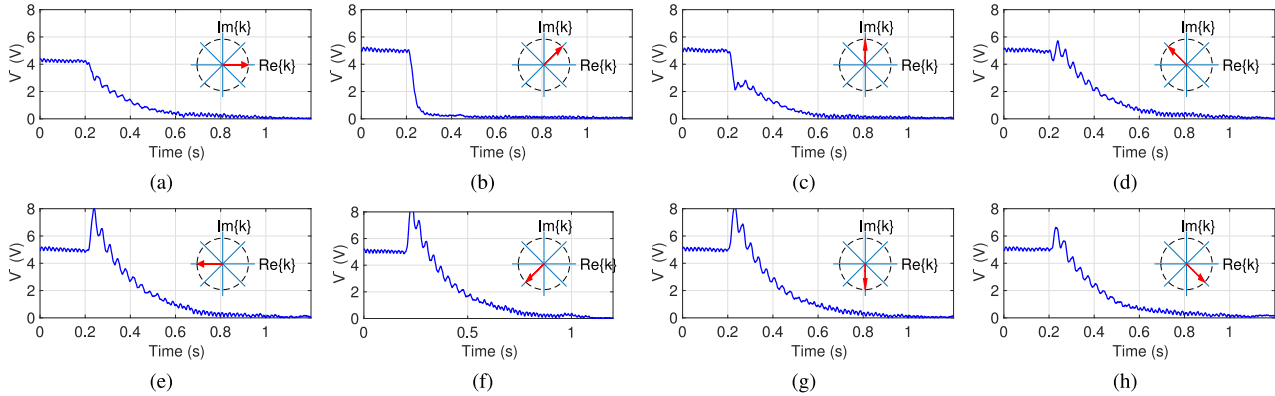 8
6
4
2
0
V⁻ (V)
Im{k}
Re{k}
0 0.2 0.4 0.6 0.8 1
Time (s)
(a)
8
6
4
2
0
V⁻ (V)
Im{k}
Re{k}
0 0.2 0.4 0.6 0.8 1
Time (s)
(b)
8
6
4
2
0
V⁻ (V)
Im{k}
Re{k}
0 0.2 0.4 0.6 0.8 1
Time (s)
(c)
8
6
4
2
0
V⁻ (V)
Im{k}
Re{k}
0 0.2 0.4 0.6 0.8 1
Time (s)
(d)
8
6
4
2
0
V⁻ (V)
Im{k}
Re{k}
0 0.2 0.4 0.6 0.8 1
Time (s)
(e)
8
6
4
2
0
V⁻ (V)
Im{k}
Re{k}
0 0.5 1
Time (s)
(f)
8
6
4
2
0
V⁻ (V)
Im{k}
Re{k}
0 0.2 0.4 0.6 0.8 1
Time (s)
(g)
8
6
4
2
0
V⁻ (V)
Im{k}
Re{k}
0 0.2 0.4 0.6 0.8 1
Time (s)
(h)